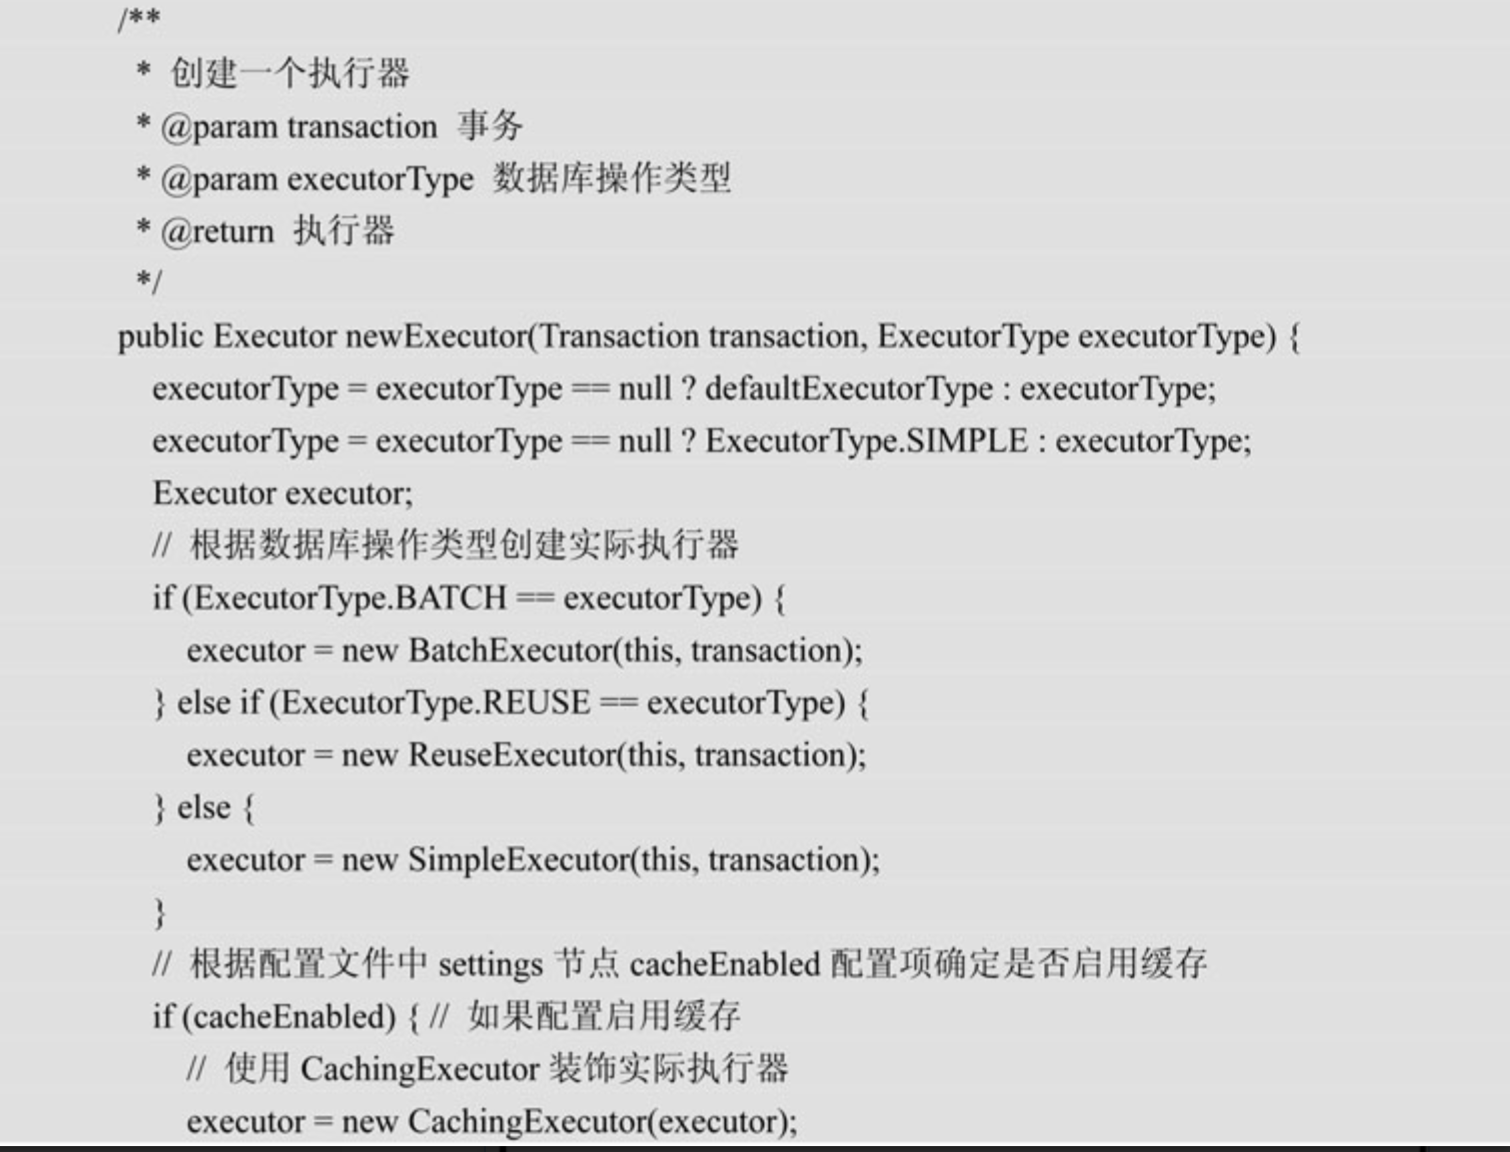 /**
* 创建一个执行器
* @param transaction 事务
* @param executorType 数据库操作类型
* @return 执行器
*/
public Executor newExecutor(Transaction transaction, ExecutorType executorType) {
executorType = executorType == null ? defaultExecutorType : executorType;
executorType = executorType == null ? ExecutorType.SIMPLE : executorType;
Executor executor;
// 根据数据库操作类型创建实际执行器
if (ExecutorType.BATCH == executorType) {
executor = new BatchExecutor(this, transaction);
} else if (ExecutorType.REUSE == executorType) {
executor = new ReuseExecutor(this, transaction);
} else {
executor = new SimpleExecutor(this, transaction);
}
// 根据配置文件中 settings 节点 cacheEnabled 配置项确定是否启用缓存
if (cacheEnabled) { // 如果配置启用缓存
// 使用 CachingExecutor 装饰实际执行器
executor = new CachingExecutor(executor);